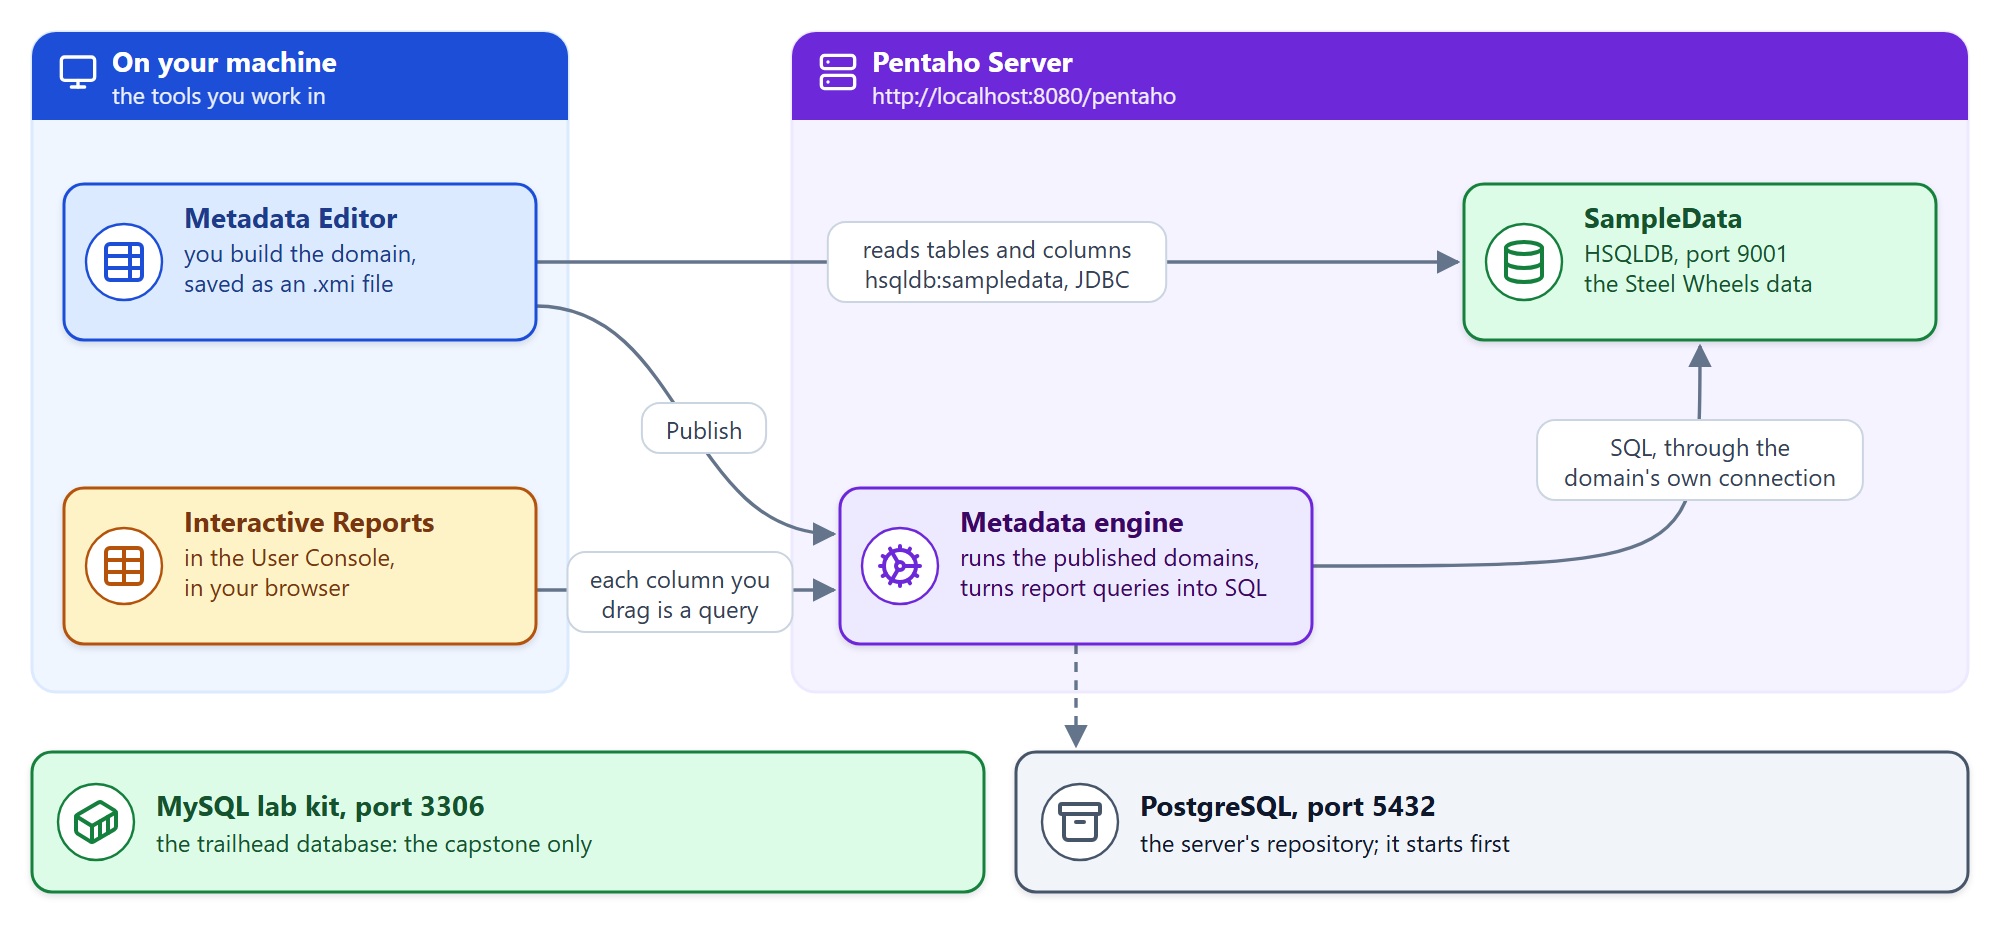 On your machine
the tools you work in
Pentaho Server
http://localhost:8080/pentaho
Metadata Editor
you build the domain,
saved as an .xmi file
reads tables and columns
hsqldb:sampledata, JDBC
SampleData
HSQLDB, port 9001
the Steel Wheels data
Publish
SQL, through the
domain's own connection
Interactive Reports
in the User Console,
in your browser
each column you
drag is a query
Metadata engine
runs the published domains,
turns report queries into SQL
MySQL lab kit, port 3306
the trailhead database: the capstone only
PostgreSQL, port 5432
the server's repository; it starts first